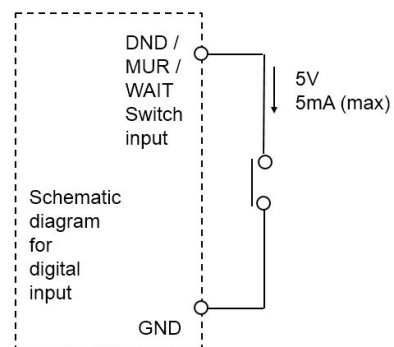 DND /
MUR /
WAIT
Switch
input
5V
5mA (max)
Schematic
diagram
for
digital
input
GND